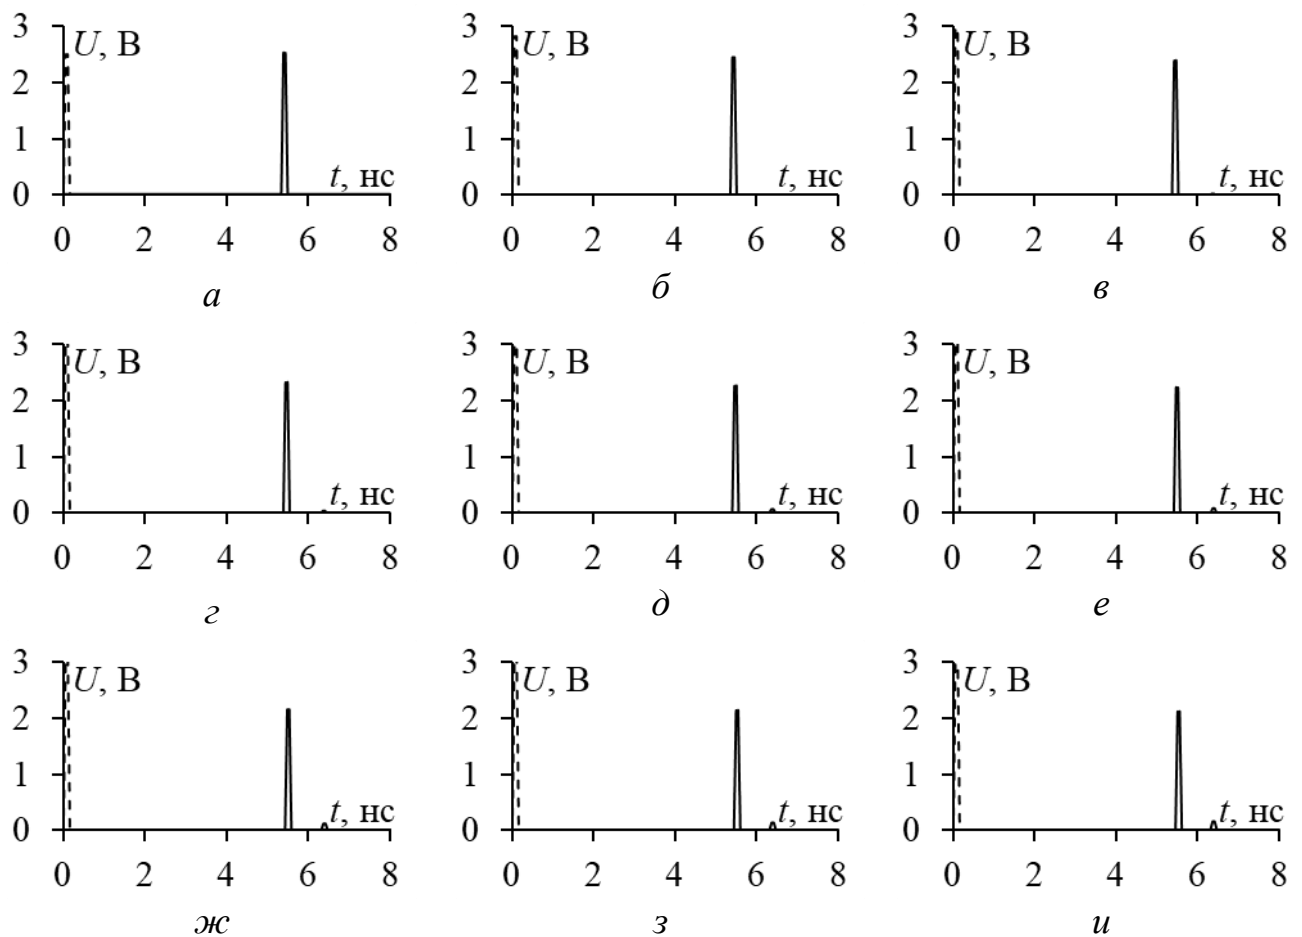 3 U, В 3 U, В 3 U, В
2 2 2
1 1 1
0 t, нс 0 t, нс 0 t, нс
0 2 4 6 8 0 2 4 6 8 0 2 4 6 8
а б в
3 U, В 3 U, В 3 U, В
2 2 2
1 1 1
0 t, нс 0 t, нс 0 t, нс
0 2 4 6 8 0 2 4 6 8 0 2 4 6 8
г д е
3 U, В 3 U, В 3 U, В
2 2 2
1 1 1
0 t, нс 0 t, нс 0 t, нс
0 2 4 6 8 0 2 4 6 8 0 2 4 6 8
ж з и